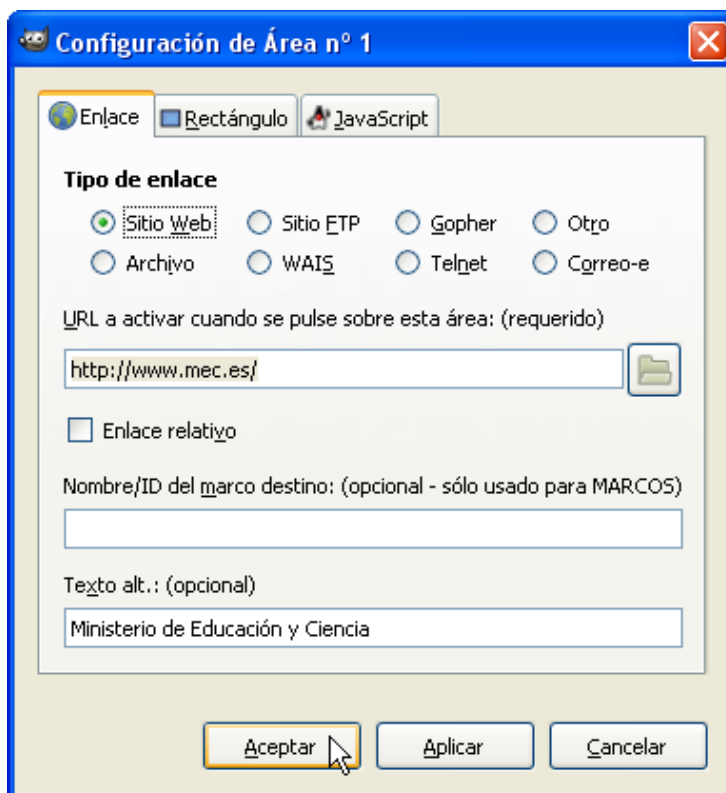 Configuración de Área nº 1
Enlace Rectángulo JavaScript
Tipo de enlace
Sitio Web Sitio FTP Gopher Otro
Archivo WAIS Telnet Correo-e
URL a activar cuando se pulse sobre esta área: (requerido)
http://www.mec.es/
Enlace relativo
Nombre/ID del marco destino: (opcional - sólo usado para MARCOS)
Texto alt.: (opcional)
Ministerio de Educación y Ciencia
Aceptar Aplicar Cancelar